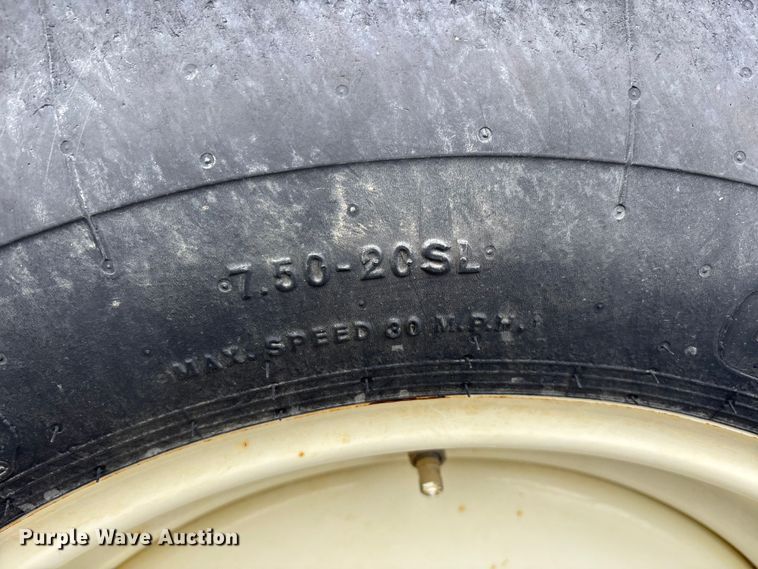 7.50-20SL
MAX. SPEED 30 M.P.H.
Purple Wave Auction